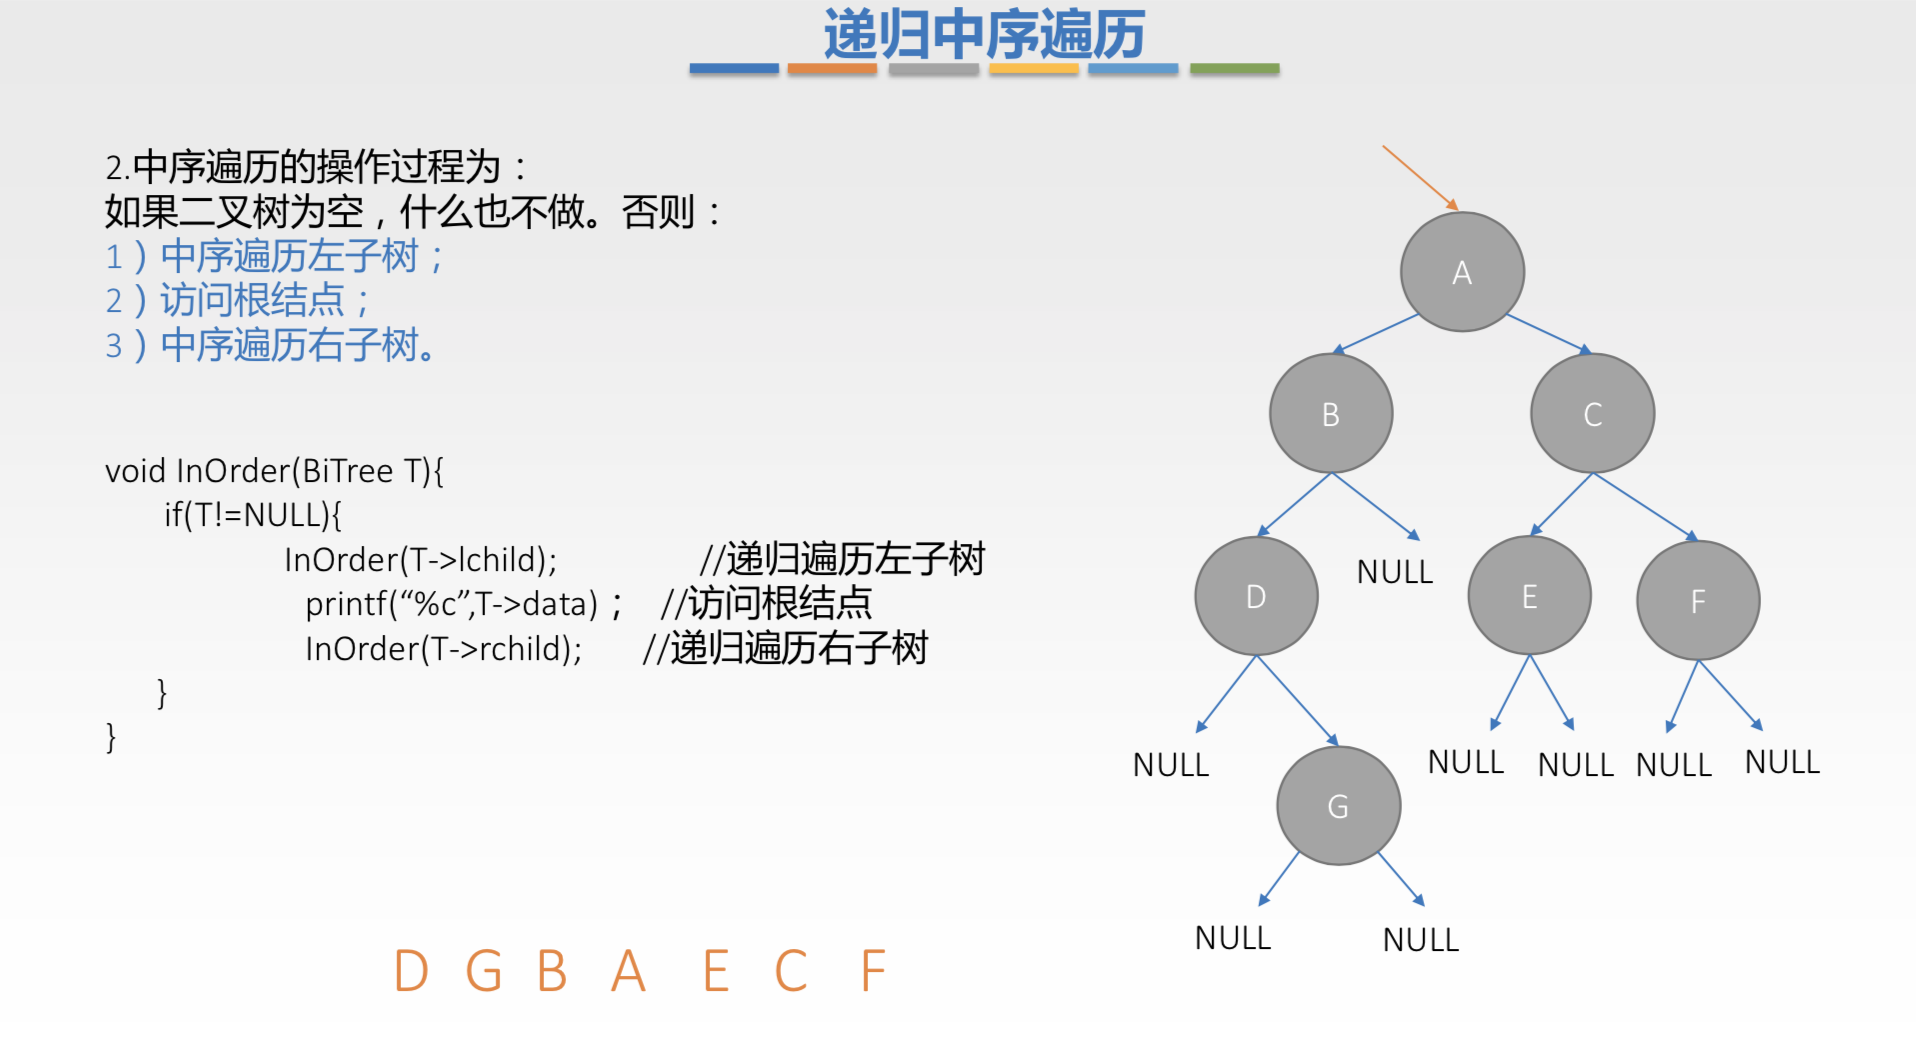 递归中序遍历
2.中序遍历的操作过程为：
如果二叉树为空，什么也不做。否则：
1）中序遍历左子树；
2）访问根结点；
3）中序遍历右子树。
void InOrder(BiTree T){
if(T!=NULL){
InOrder(T->lchild); //递归遍历左子树
printf(“%c”,T->data)； //访问根结点
InOrder(T->rchild); //递归遍历右子树
}
}
A
B C
D NULL E F
NULL G NULL NULL NULL NULL
NULL NULL
D G B A E C F